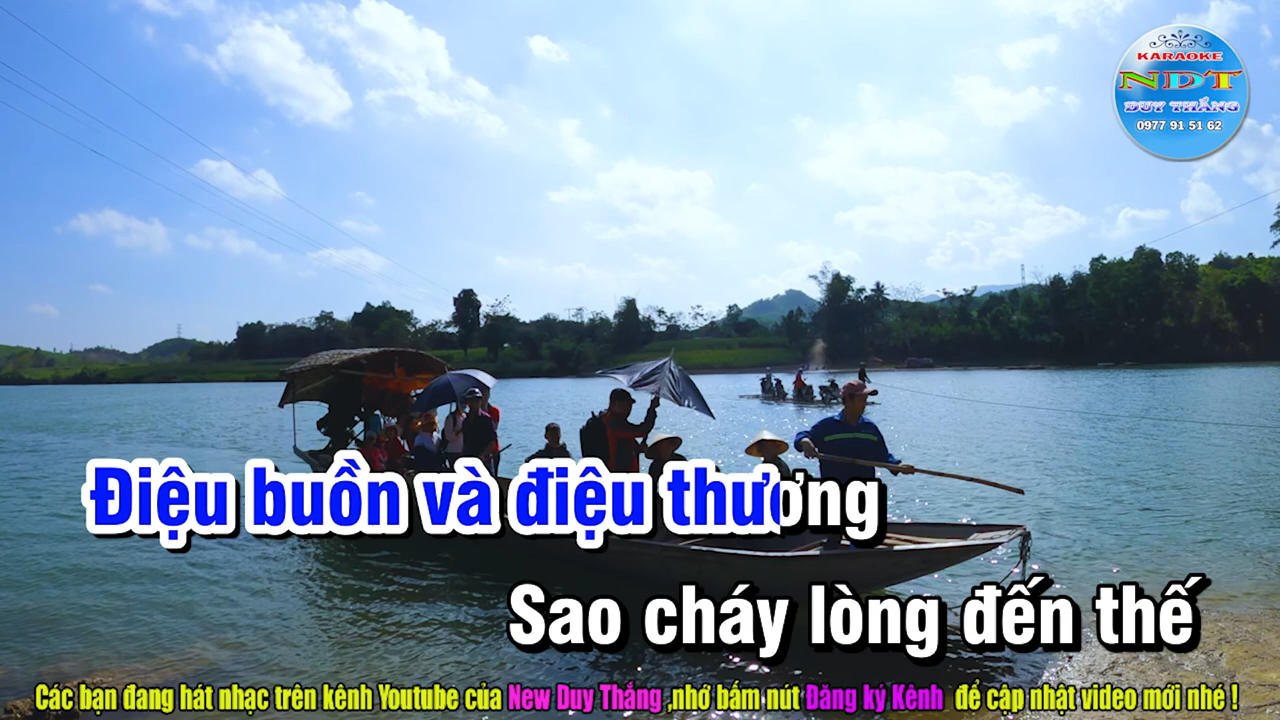 KARAOKE
NDT
DUY THẮNG
0977 91 51 62
Điệu buồn và điệu thương
Sao cháy lòng đến thế
Các bạn đang hát nhạc trên kênh Youtube của New Duy Thắng ,nhớ bấm nút Đăng ký Kênh để cập nhật video mới nhé !